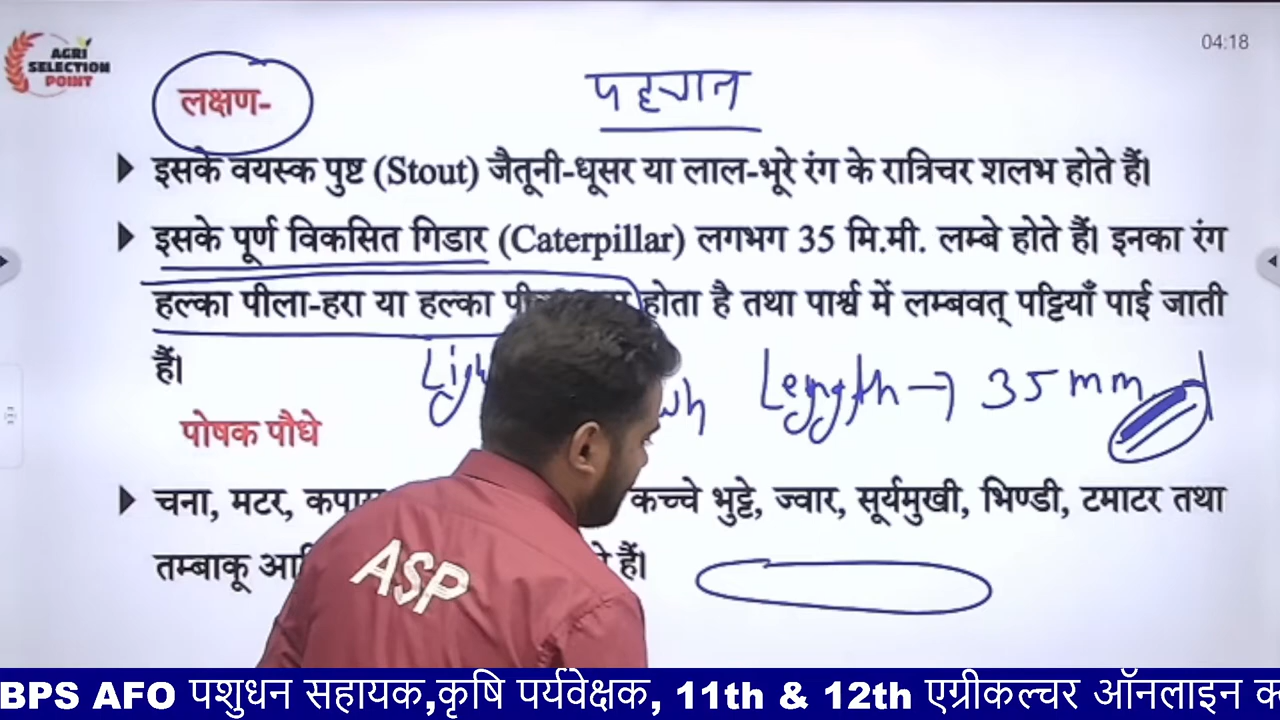 AGRI
SELECTION
POINT
04:18
लक्षण-
पहचान
इसके वयस्क पुष्ट (Stout) जैतूनी-धूसर या लाल-भूरे रंग के रात्रिचर शलभ होते हैं।
इसके पूर्ण विकसित गिडार (Caterpillar) लगभग 35 मि.मी. लम्बे होते हैं। इनका रंग
हल्का पीला-हरा या हल्का होता है तथा पार्श्व में लम्बवत् पट्टियाँ पाई जाती
हैं।
Length → 35 mm
पोषक पौधे
चना, मटर, कच्चे भुट्टे, ज्वार, सूर्यमुखी, भिण्डी, टमाटर तथा
तम्बाकू हैं।
ASP
BPS AFO पशुधन सहायक,कृषि पर्यवेक्षक, 11th & 12th एग्रीकल्चर ऑनलाइन